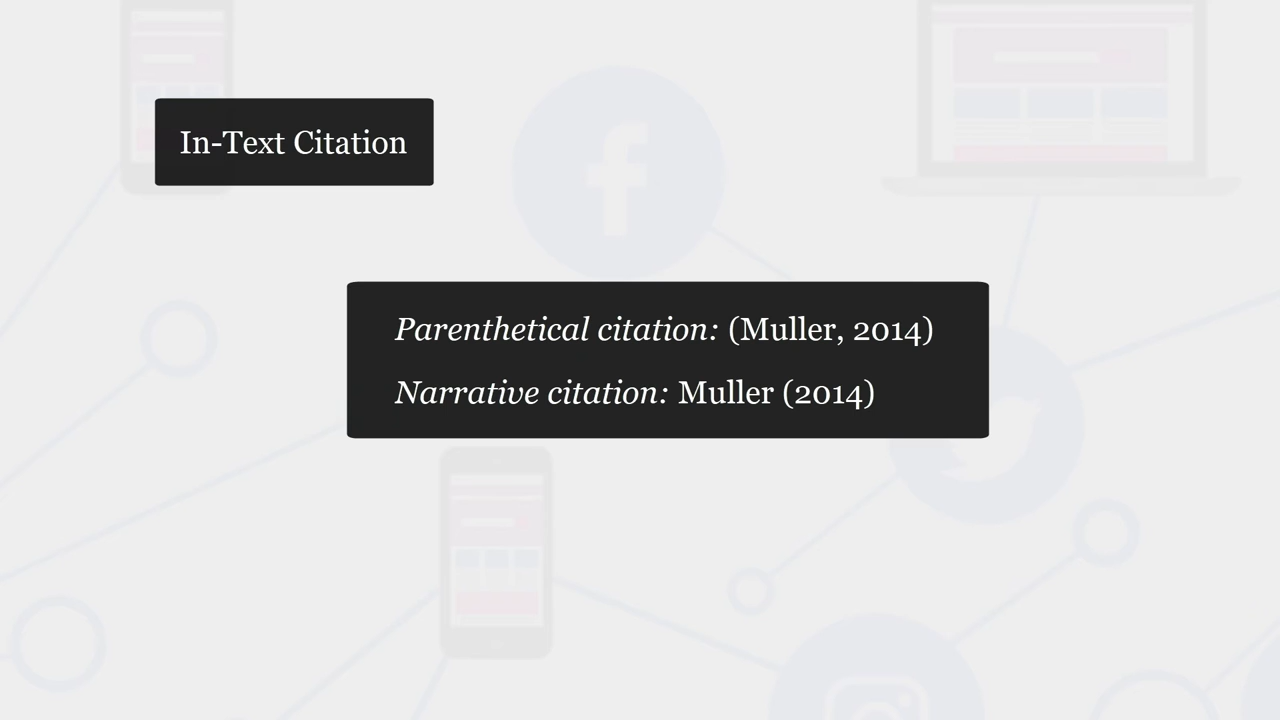 In-Text Citation
Parenthetical citation: (Muller, 2014)
Narrative citation: Muller (2014)